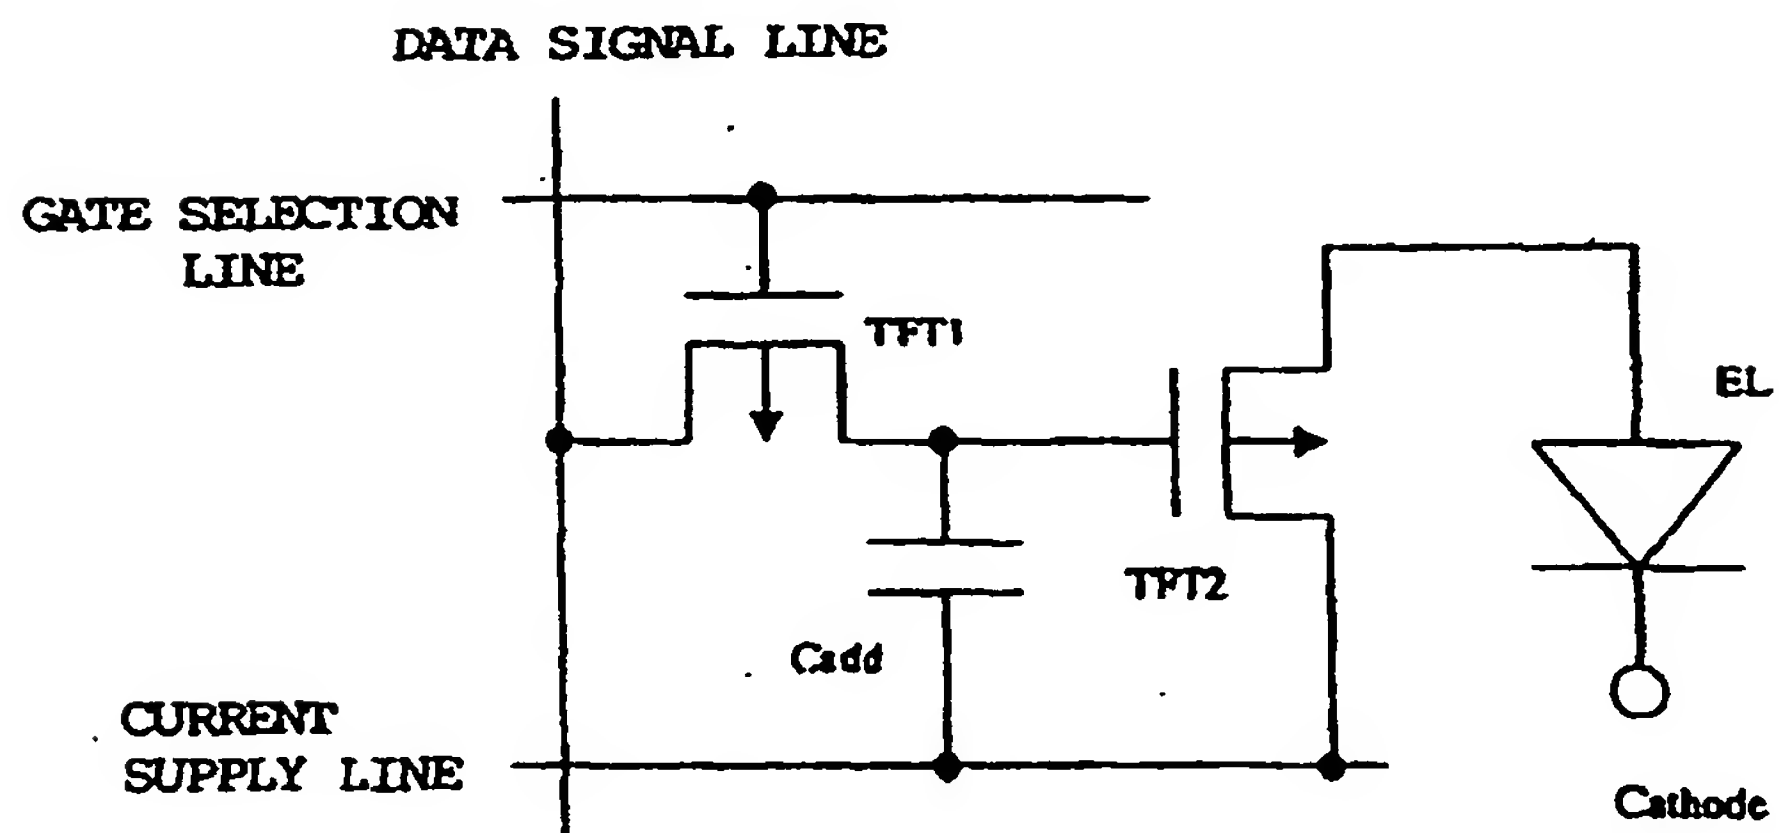 DATA SIGNAL LINE
GATE SELECTION
LINE
TFT1
EL
TFT2
Cadd
CURRENT
SUPPLY LINE
Cathode